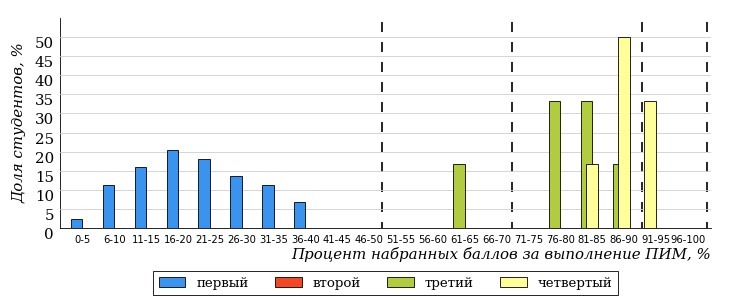 Доля студентов, %
50
45
40
35
30
25
20
15
10
5
0
0-5 6-10 11-15 16-20 21-25 26-30 31-35 36-40 41-45 46-50 51-55 56-60 61-65 66-70 71-75 76-80 81-85 86-90 91-95 96-100
Процент набранных баллов за выполнение ПИМ, %
первый второй третий четвертый